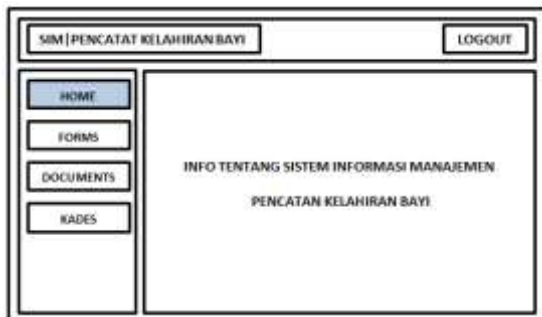 SIM|PENCATAT KELAHIRAN BAYI
LOGOUT
HOME
FORMS
DOCUMENTS
KADES
INFO TENTANG SISTEM INFORMASI MANAJEMEN
PENCATAN KELAHIRAN BAYI